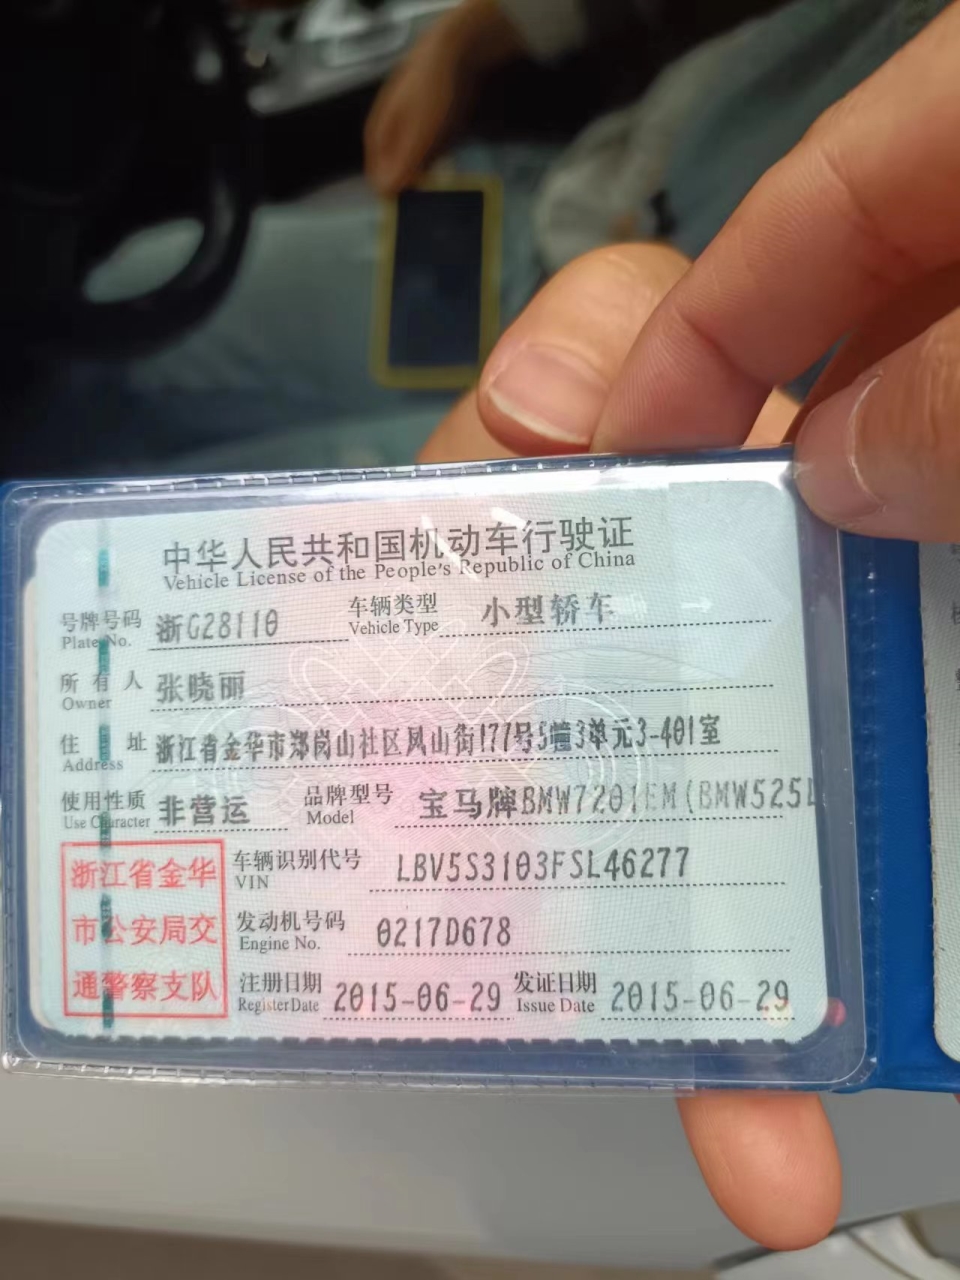 中华人民共和国机动车行驶证
Vehicle License of the People's Republic of China
号牌号码 浙G28110 车辆类型 小型轿车
Plate No. Vehicle Type
所有人 张晓丽
Owner
住址 浙江省金华市郑岗山社区凤山街177号5幢3单元3-401室
Address
使用性质 非营运 品牌型号 宝马牌BMW7201EM(BMW525L
Use Character Model
浙江省金华
市公安局交
通警察支队
车辆识别代号 LBV5S3103FSL46277
VIN
发动机号码 0217D678
Engine No.
注册日期 2015-06-29 发证日期 2015-06-29
Register Date Issue Date